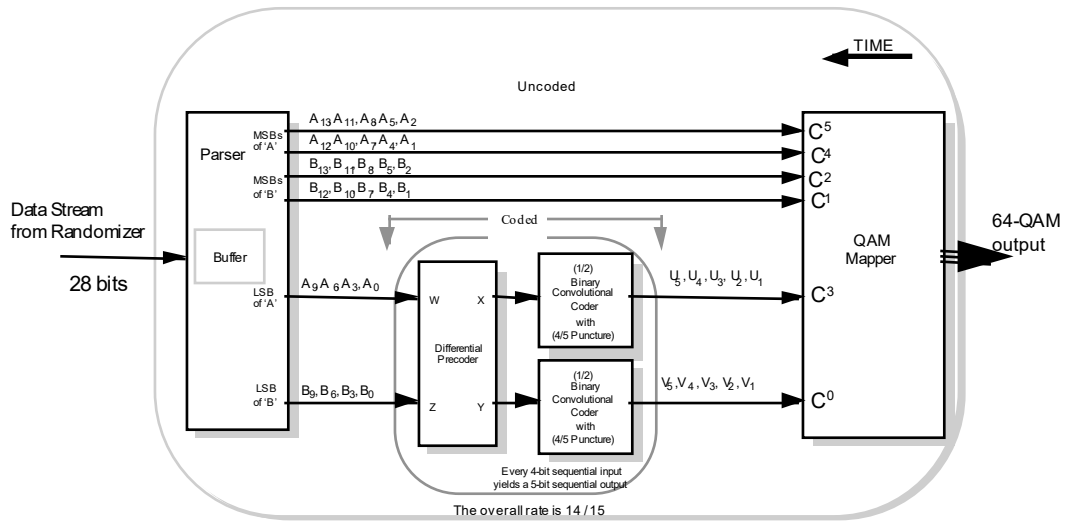 TIME
Uncoded
A13 A11, A8 A5, A2
MSBs of 'A'
A12 A10, A7 A4, A1
Parser
B13, B11, B8 B5, B2
MSBs of 'B'
B12, B10, B7 B4, B1
C5
C4
C2
C1
Data Stream
from Randomizer
28 bits
Buffer
Coded
QAM
Mapper
64-QAM
output
LSB
of 'A'
A9 A6 A3, A0
W
X
(1/2)
Binary
Convolutional
Coder
with
(4/5 Puncture)
U5, U4, U3, U2, U1
C3
Differential
Precoder
LSB
of 'B'
B9, B6, B3, B0
Z
Y
(1/2)
Binary
Convolutional
Coder
with
(4/5 Puncture)
V5, V4, V3, V2, V1
C0
Every 4-bit sequential input
yields a 5-bit sequential output
The overall rate is 14 / 15